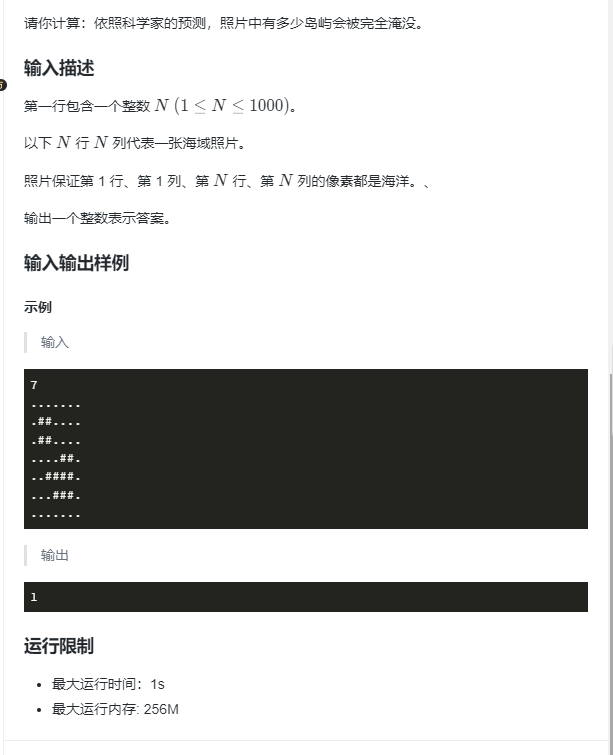 请你计算：依照科学家的预测，照片中有多少岛屿会被完全淹没。
输入描述
第一行包含一个整数 N (1 ≤ N ≤ 1000)。
以下 N 行 N 列代表一张海域照片。
照片保证第 1 行、第 1 列、第 N 行、第 N 列的像素都是海洋。、
输出一个整数表示答案。
输入输出样例
示例
输入
7
.......
.##....
.##....
....##.
..####.
...###.
.......
输出
1
运行限制
• 最大运行时间：1s
• 最大运行内存: 256M